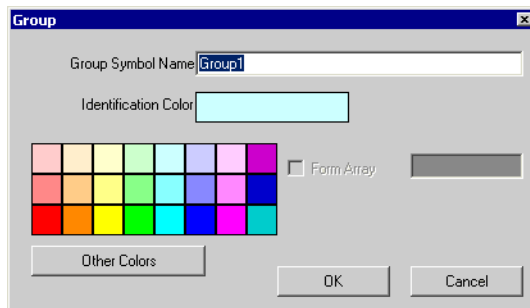 Group
Group Symbol Name Group1
Identification Color
Form Array
Other Colors
OK Cancel